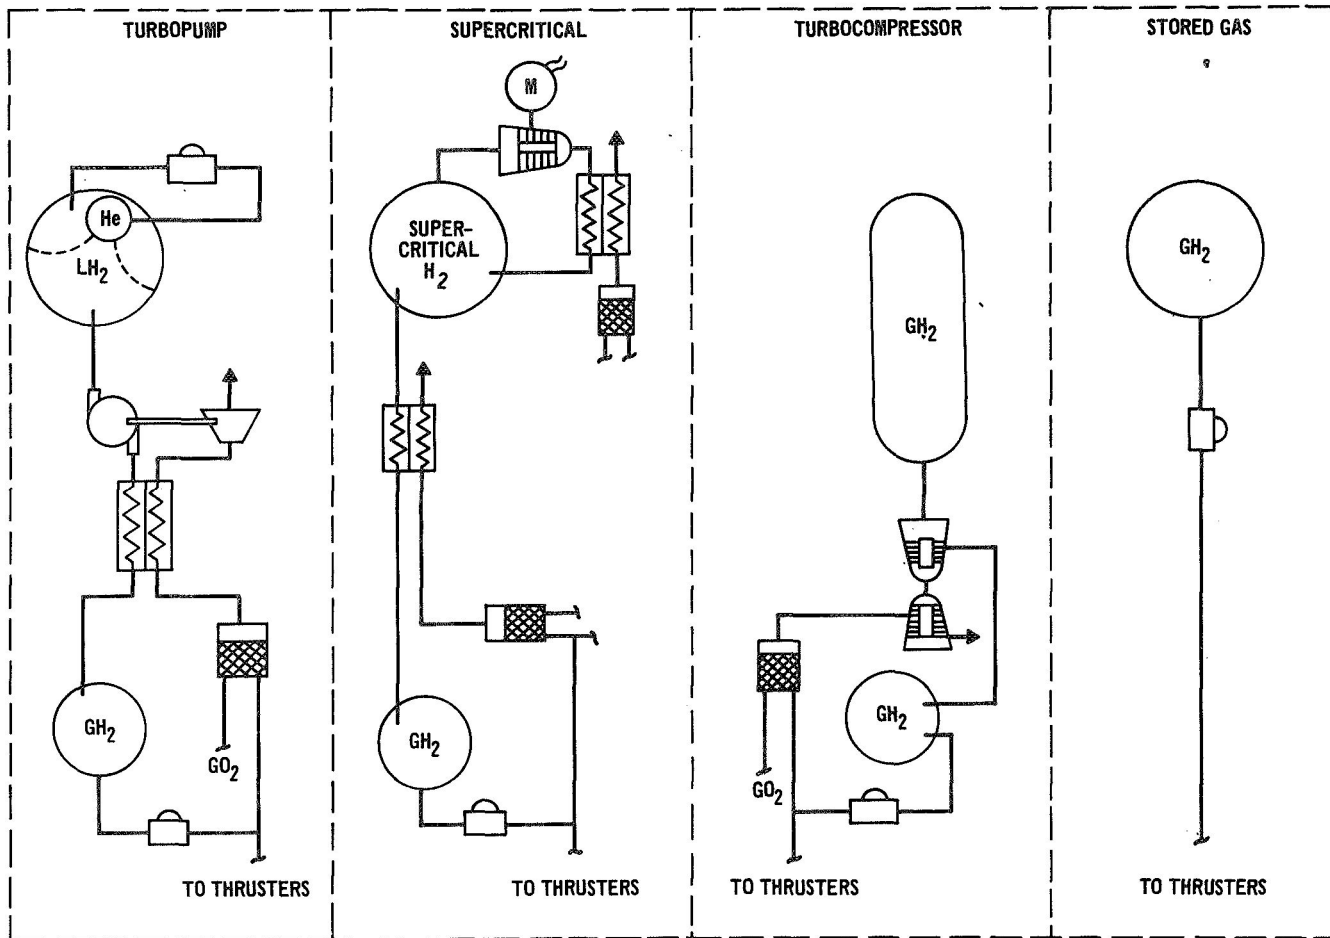 TURBOPUMP
He
LH2
GH2
GO2
TO THRUSTERS
SUPERCRITICAL
M
SUPER-
CRITICAL
H2
GH2
TO THRUSTERS
TURBOCOMPRESSOR
GH2
GH2
GO2
TO THRUSTERS
STORED GAS
GH2
TO THRUSTERS